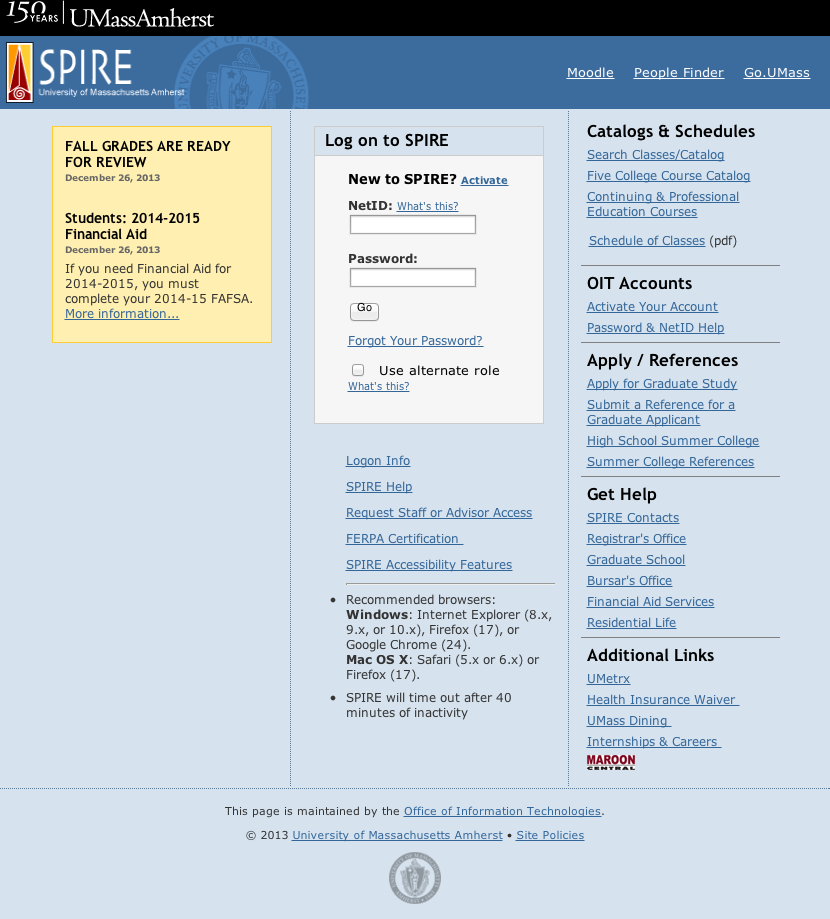 150 YEARS UMassAmherst
SPIRE
University of Massachusetts Amherst
Moodle People Finder Go.UMass
FALL GRADES ARE READY
FOR REVIEW
December 26, 2013
Students: 2014-2015
Financial Aid
December 26, 2013
If you need Financial Aid for
2014-2015, you must
complete your 2014-15 FAFSA.
More information...
Log on to SPIRE
New to SPIRE? Activate
NetID: What's this?
Password:
Go
Forgot Your Password?
Use alternate role
What's this?
Logon Info
SPIRE Help
Request Staff or Advisor Access
FERPA Certification
SPIRE Accessibility Features
• Recommended browsers:
Windows: Internet Explorer (8.x,
9.x, or 10.x), Firefox (17), or
Google Chrome (24).
Mac OS X: Safari (5.x or 6.x) or
Firefox (17).
• SPIRE will time out after 40
minutes of inactivity
Catalogs & Schedules
Search Classes/Catalog
Five College Course Catalog
Continuing & Professional
Education Courses
Schedule of Classes (pdf)
OIT Accounts
Activate Your Account
Password & NetID Help
Apply / References
Apply for Graduate Study
Submit a Reference for a
Graduate Applicant
High School Summer College
Summer College References
Get Help
SPIRE Contacts
Registrar's Office
Graduate School
Bursar's Office
Financial Aid Services
Residential Life
Additional Links
UMetrx
Health Insurance Waiver
UMass Dining
Internships & Careers
MAROON
CENTRAL
This page is maintained by the Office of Information Technologies.
© 2013 University of Massachusetts Amherst • Site Policies